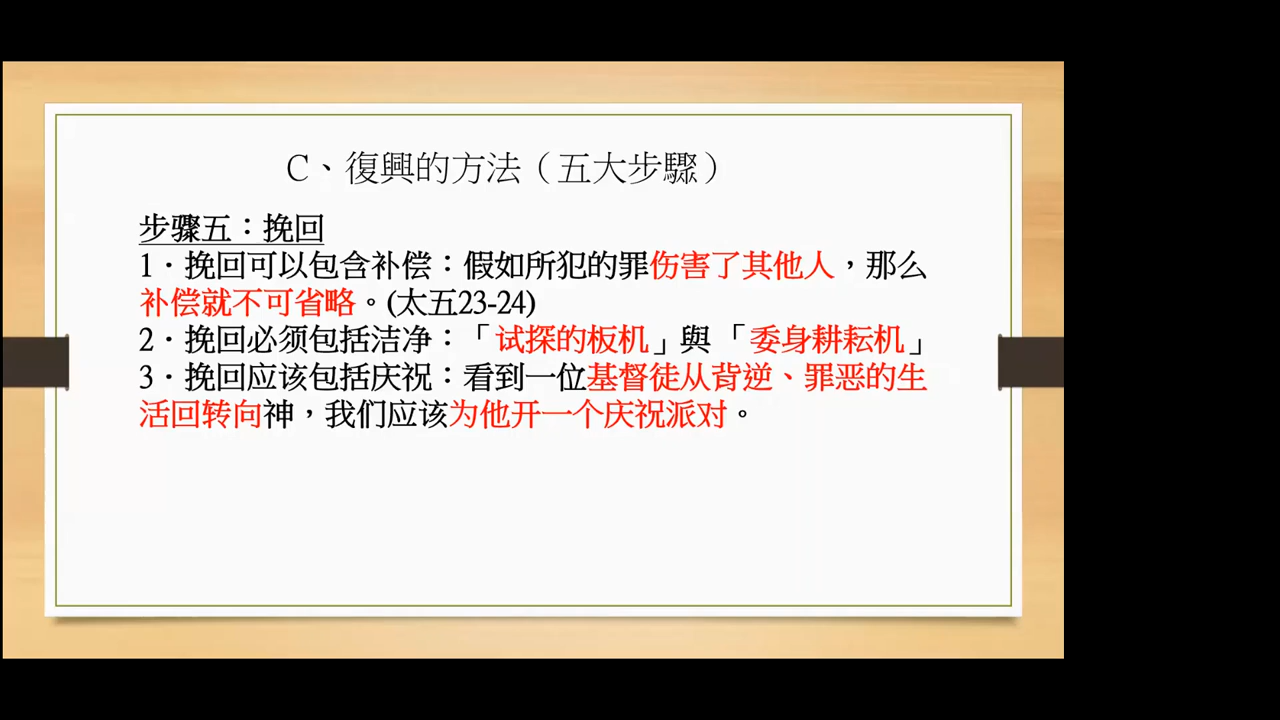 C、復興的方法（五大步驟）
步骤五：挽回
1．挽回可以包含补偿：假如所犯的罪伤害了其他人，那么
补偿就不可省略。(太五23-24)
2．挽回必须包括洁净：「试探的板机」與「委身耕耘机」
3．挽回应该包括庆祝：看到一位基督徒从背逆、罪恶的生
活回转向神，我们应该为他开一个庆祝派对。